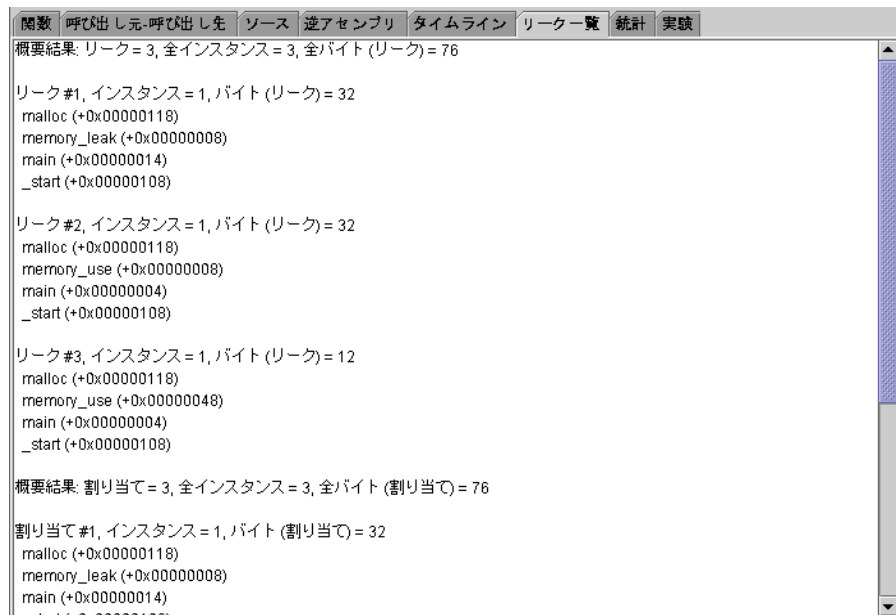 関数 呼び出し元-呼び出し先 ソース 逆アセンブリ タイムライン リーク一覧 統計 実験
概要結果: リーク = 3, 全インスタンス = 3, 全バイト (リーク) = 76
リーク #1, インスタンス = 1, バイト (リーク) = 32
malloc (+0x00000118)
memory_leak (+0x00000008)
main (+0x00000014)
_start (+0x00000108)
リーク #2, インスタンス = 1, バイト (リーク) = 32
malloc (+0x00000118)
memory_use (+0x00000008)
main (+0x00000004)
_start (+0x00000108)
リーク #3, インスタンス = 1, バイト (リーク) = 12
malloc (+0x00000118)
memory_use (+0x00000048)
main (+0x00000004)
_start (+0x00000108)
概要結果: 割り当て = 3, 全インスタンス = 3, 全バイト (割り当て) = 76
割り当て #1, インスタンス = 1, バイト (割り当て) = 32
malloc (+0x00000118)
memory_leak (+0x00000008)
main (+0x00000014)